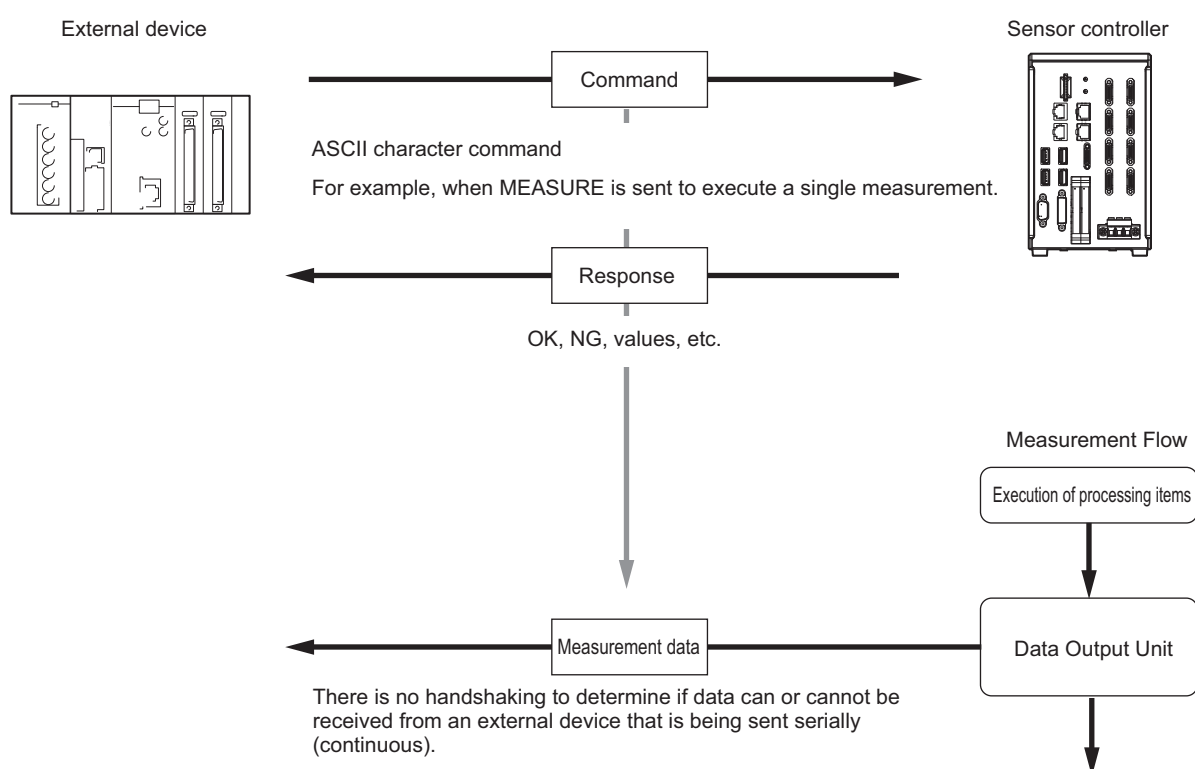 External device
Sensor controller
Command
ASCII character command
For example, when MEASURE is sent to execute a single measurement.
Response
OK, NG, values, etc.
Measurement Flow
Execution of processing items
Measurement data
Data Output Unit
There is no handshaking to determine if data can or cannot be
received from an external device that is being sent serially
(continuous).